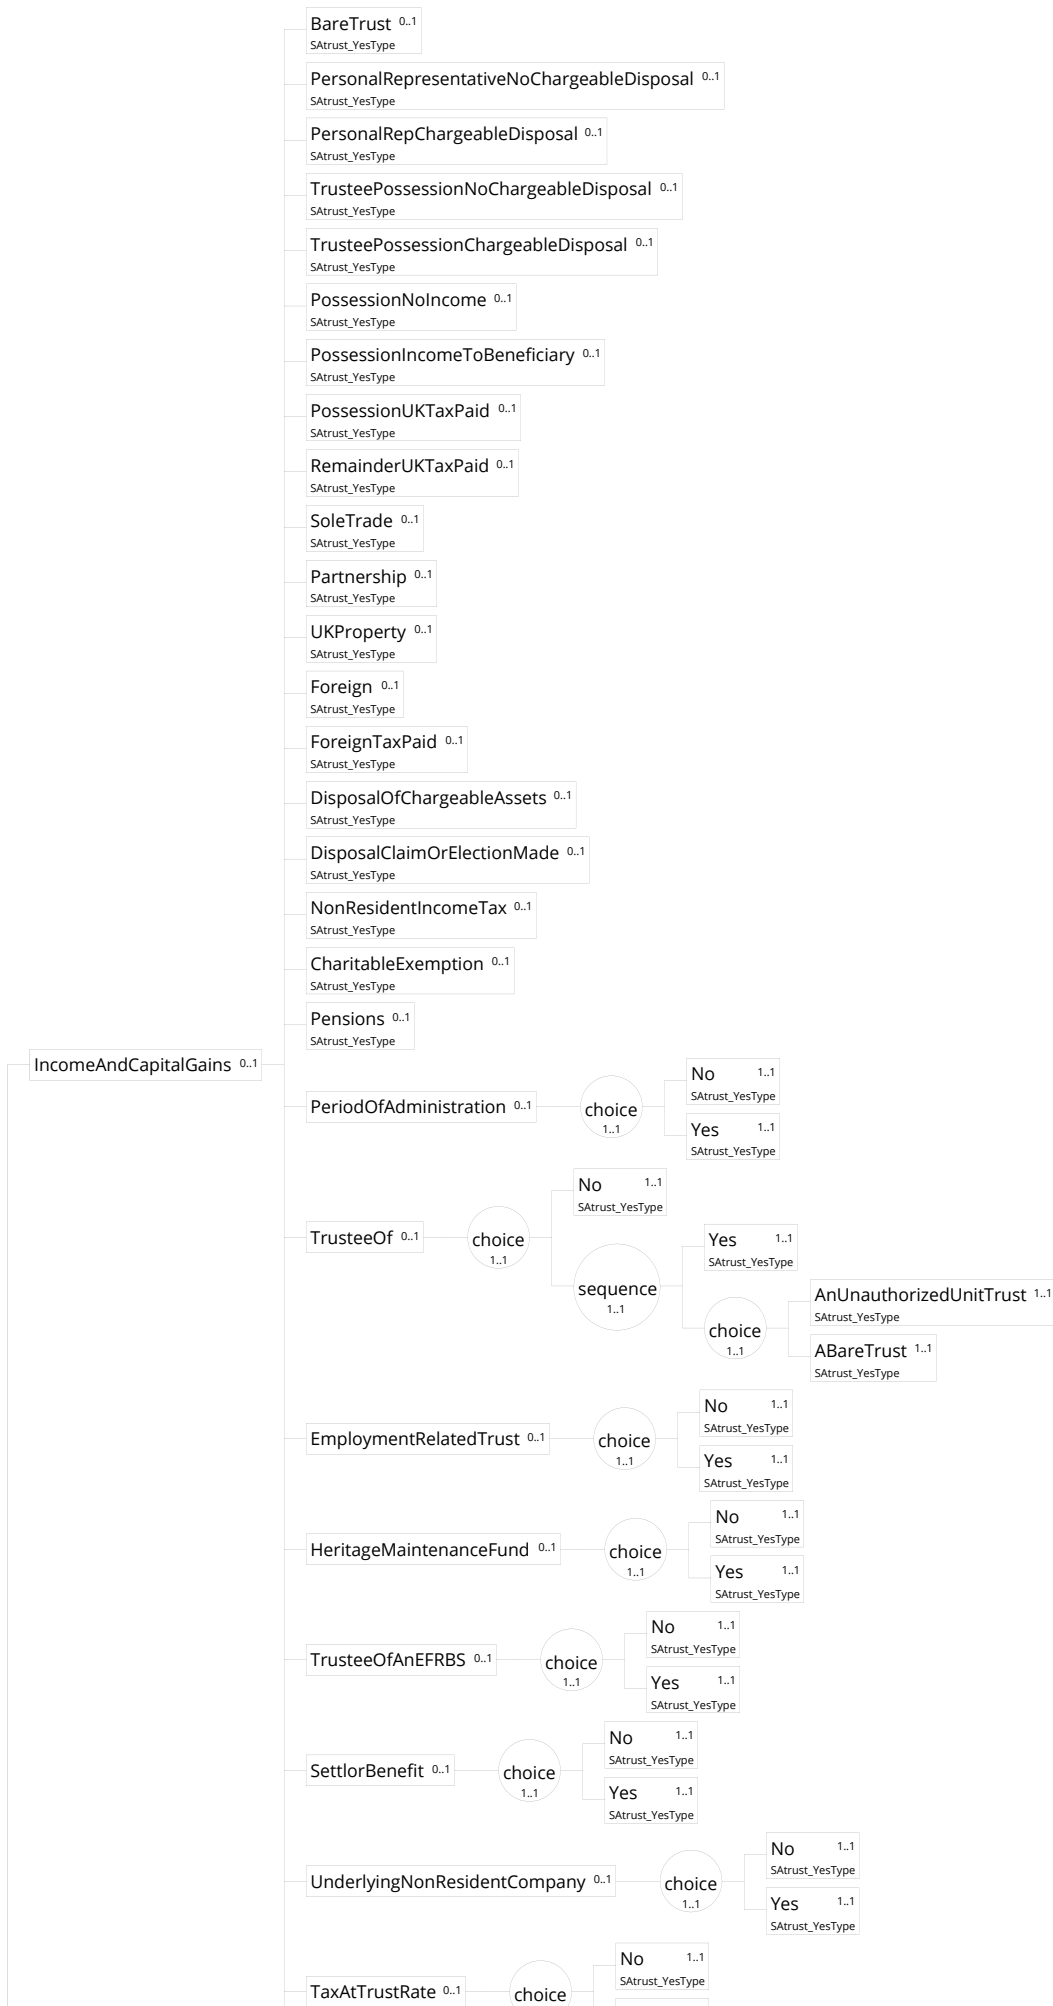 BareTrust 0..1
SAtrust_YesType
PersonalRepresentativeNoChargeableDisposal 0..1
SAtrust_YesType
PersonalRepChargeableDisposal 0..1
SAtrust_YesType
TrusteePossessionNoChargeableDisposal 0..1
SAtrust_YesType
TrusteePossessionChargeableDisposal 0..1
SAtrust_YesType
PossessionNoIncome 0..1
SAtrust_YesType
PossessionIncomeToBeneficiary 0..1
SAtrust_YesType
PossessionUKTaxPaid 0..1
SAtrust_YesType
RemainderUKTaxPaid 0..1
SAtrust_YesType
SoleTrade 0..1
SAtrust_YesType
Partnership 0..1
SAtrust_YesType
UKProperty 0..1
SAtrust_YesType
Foreign 0..1
SAtrust_YesType
ForeignTaxPaid 0..1
SAtrust_YesType
DisposalOfChargeableAssets 0..1
SAtrust_YesType
DisposalClaimOrElectionMade 0..1
SAtrust_YesType
NonResidentIncomeTax 0..1
SAtrust_YesType
CharitableExemption 0..1
SAtrust_YesType
Pensions 0..1
SAtrust_YesType
IncomeAndCapitalGains 0..1
PeriodOfAdministration 0..1
choice
1..1
No 1..1
SAtrust_YesType
Yes 1..1
SAtrust_YesType
TrusteeOf 0..1
choice
1..1
No 1..1
SAtrust_YesType
sequence
1..1
Yes 1..1
SAtrust_YesType
choice
1..1
AnUnauthorizedUnitTrust 1..1
SAtrust_YesType
ABareTrust 1..1
SAtrust_YesType
EmploymentRelatedTrust 0..1
choice
1..1
No 1..1
SAtrust_YesType
Yes 1..1
SAtrust_YesType
HeritageMaintenanceFund 0..1
choice
1..1
No 1..1
SAtrust_YesType
Yes 1..1
SAtrust_YesType
TrusteeOfAnEFRBS 0..1
choice
1..1
No 1..1
SAtrust_YesType
Yes 1..1
SAtrust_YesType
SettlorBenefit 0..1
choice
1..1
No 1..1
SAtrust_YesType
Yes 1..1
SAtrust_YesType
UnderlyingNonResidentCompany 0..1
choice
1..1
No 1..1
SAtrust_YesType
Yes 1..1
SAtrust_YesType
TaxAtTrustRate 0..1
choice
No 1..1
SAtrust_YesType